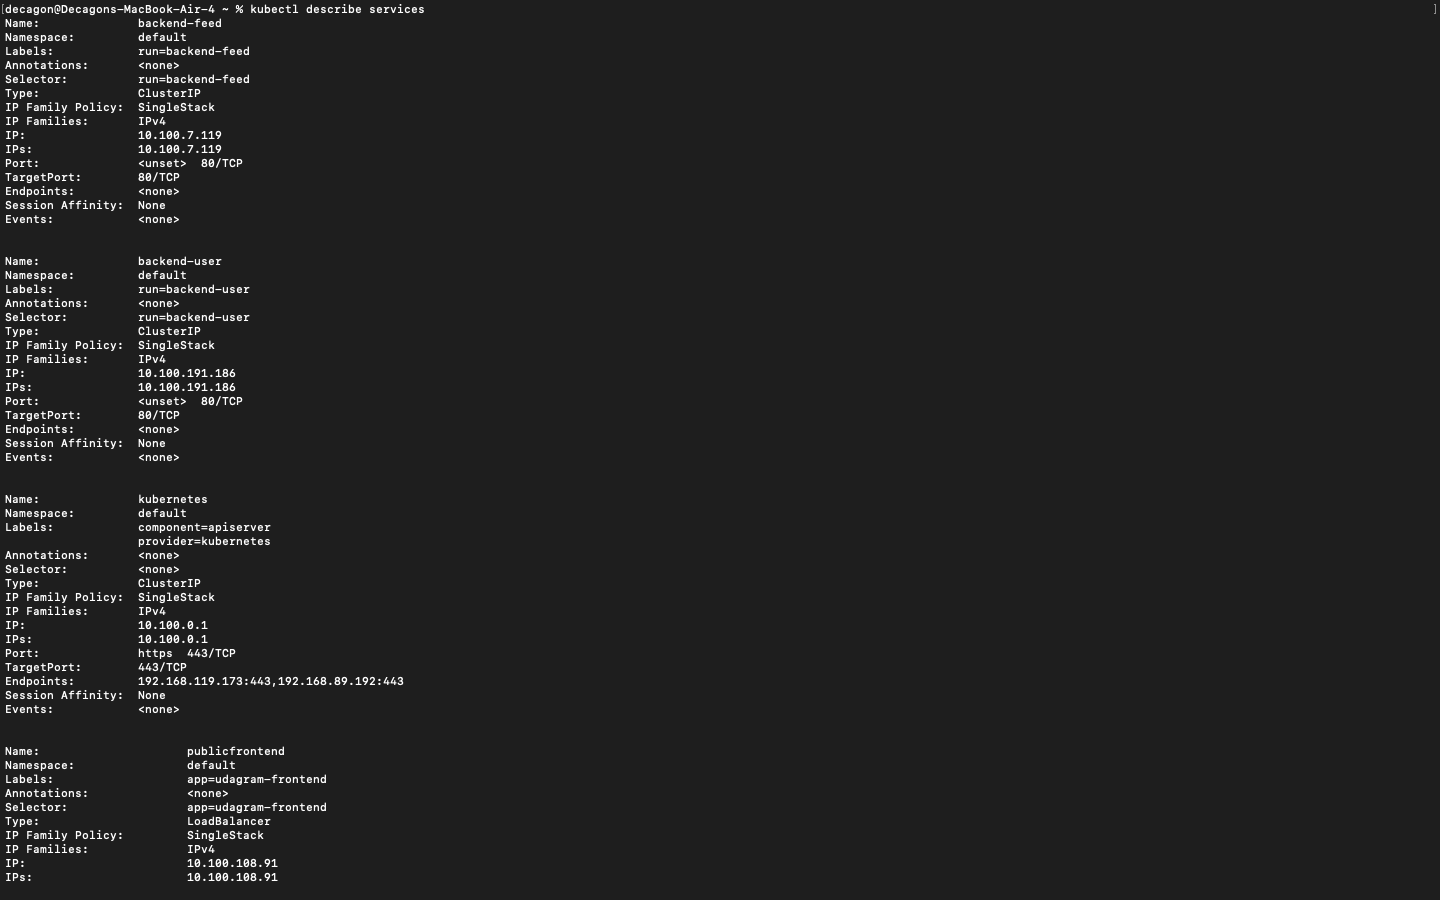 [decagon@Decagons-MacBook-Air-4 ~ % kubectl describe services ]
Name:              backend-feed
Namespace:         default
Labels:            run=backend-feed
Annotations:       <none>
Selector:          run=backend-feed
Type:              ClusterIP
IP Family Policy:  SingleStack
IP Families:       IPv4
IP:                10.100.7.119
IPs:               10.100.7.119
Port:              <unset>  80/TCP
TargetPort:        80/TCP
Endpoints:         <none>
Session Affinity:  None
Events:            <none>

Name:              backend-user
Namespace:         default
Labels:            run=backend-user
Annotations:       <none>
Selector:          run=backend-user
Type:              ClusterIP
IP Family Policy:  SingleStack
IP Families:       IPv4
IP:                10.100.191.186
IPs:               10.100.191.186
Port:              <unset>  80/TCP
TargetPort:        80/TCP
Endpoints:         <none>
Session Affinity:  None
Events:            <none>

Name:              kubernetes
Namespace:         default
Labels:            component=apiserver
                   provider=kubernetes
Annotations:       <none>
Selector:          <none>
Type:              ClusterIP
IP Family Policy:  SingleStack
IP Families:       IPv4
IP:                10.100.0.1
IPs:               10.100.0.1
Port:              https  443/TCP
TargetPort:        443/TCP
Endpoints:         192.168.119.173:443,192.168.89.192:443
Session Affinity:  None
Events:            <none>

Name:                     publicfrontend
Namespace:                default
Labels:                   app=udagram-frontend
Annotations:              <none>
Selector:                 app=udagram-frontend
Type:                     LoadBalancer
IP Family Policy:         SingleStack
IP Families:              IPv4
IP:                       10.100.108.91
IPs:                      10.100.108.91